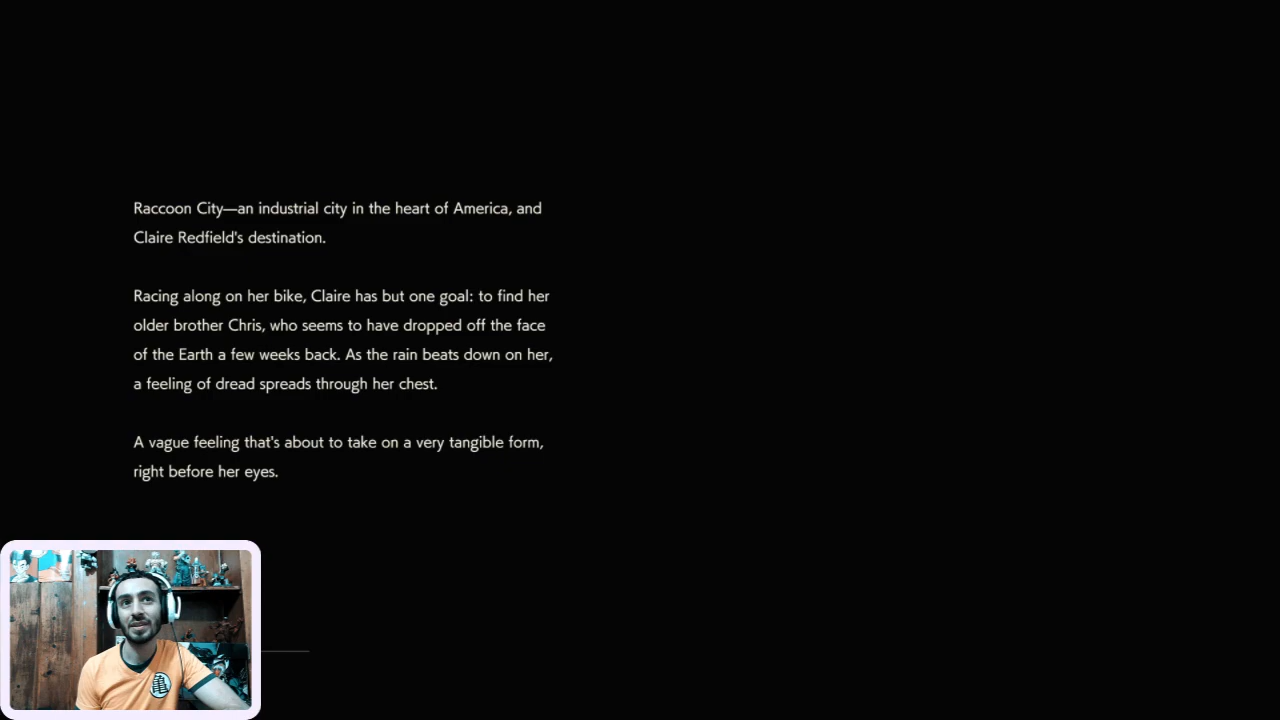 Raccoon City—an industrial city in the heart of America, and
Claire Redfield's destination.
Racing along on her bike, Claire has but one goal: to find her
older brother Chris, who seems to have dropped off the face
of the Earth a few weeks back. As the rain beats down on her,
a feeling of dread spreads through her chest.
A vague feeling that's about to take on a very tangible form,
right before her eyes.